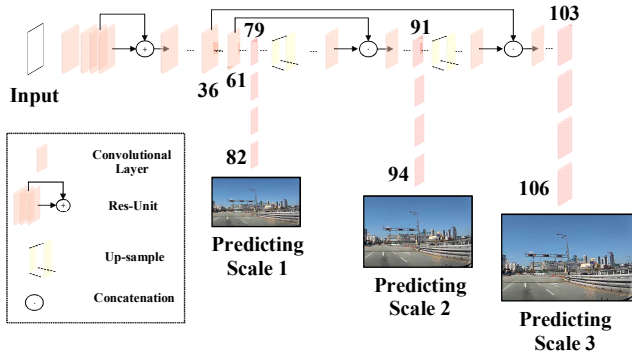 79
91
103
Input
36
61
82
94
106
Convolutional
Layer
Res-Unit
Up-sample
Concatenation
Predicting
Scale 1
Predicting
Scale 2
Predicting
Scale 3